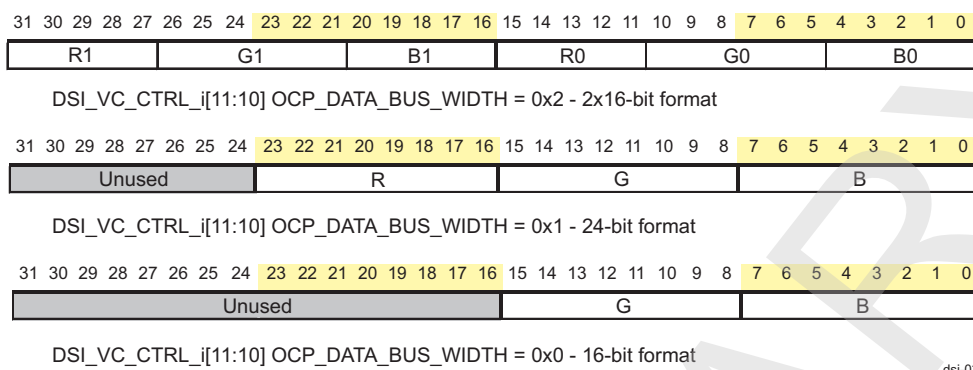 31 30 29 28 27 26 25 24 23 22 21 20 19 18 17 16 15 14 13 12 11 10 9 8 7 6 5 4 3 2 1 0
R1 G1 B1 R0 G0 B0
DSI_VC_CTRL_i[11:10] OCP_DATA_BUS_WIDTH = 0x2 - 2x16-bit format
31 30 29 28 27 26 25 24 23 22 21 20 19 18 17 16 15 14 13 12 11 10 9 8 7 6 5 4 3 2 1 0
Unused R G B
DSI_VC_CTRL_i[11:10] OCP_DATA_BUS_WIDTH = 0x1 - 24-bit format
31 30 29 28 27 26 25 24 23 22 21 20 19 18 17 16 15 14 13 12 11 10 9 8 7 6 5 4 3 2 1 0
Unused G B
DSI_VC_CTRL_i[11:10] OCP_DATA_BUS_WIDTH = 0x0 - 16-bit format